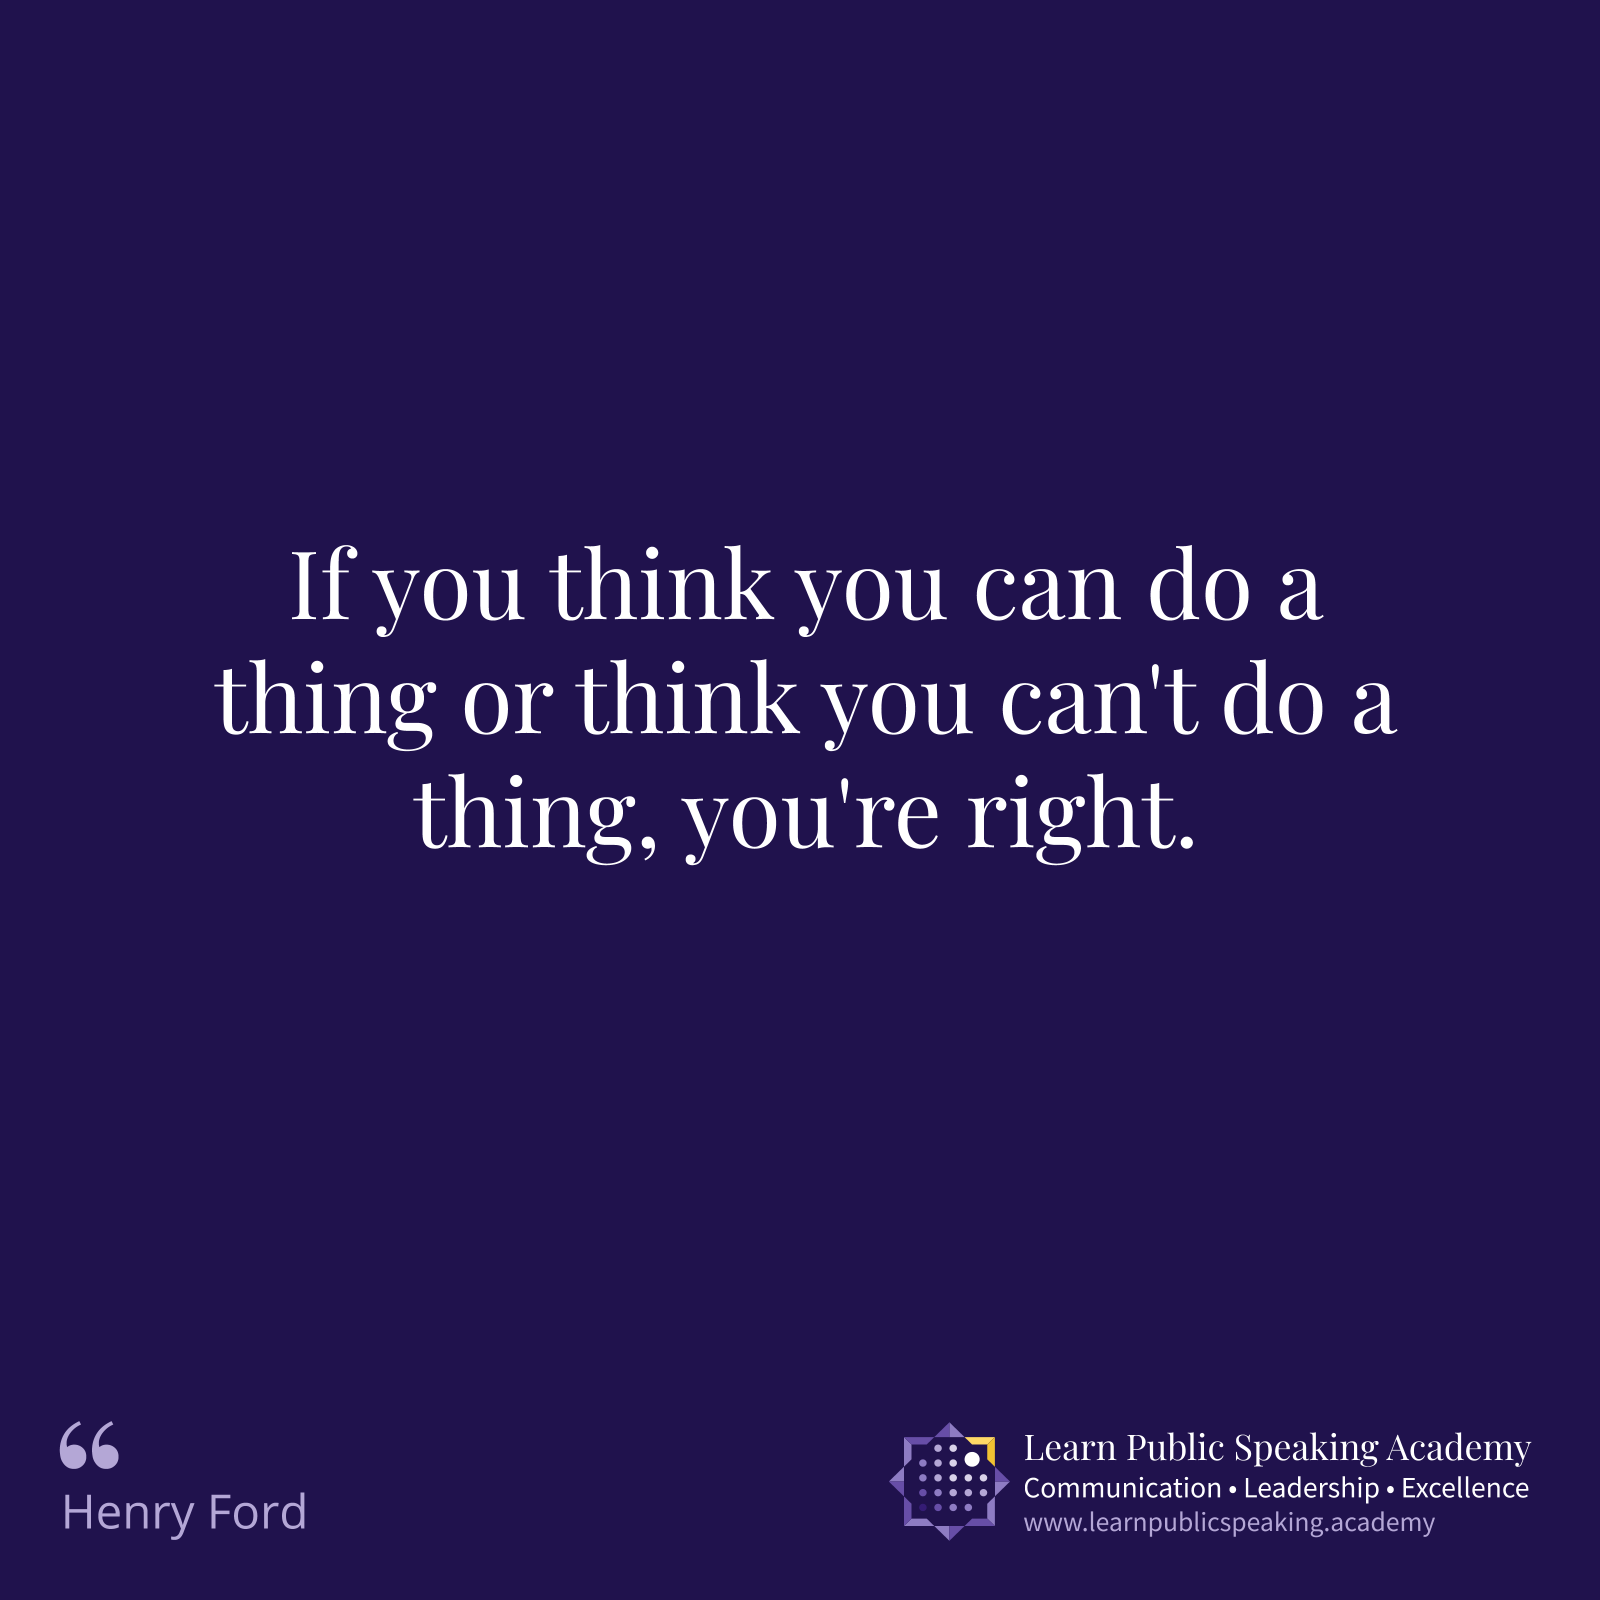 If you think you can do a
thing or think you can't do a
thing, you're right.
“
Henry Ford
Learn Public Speaking Academy
Communication • Leadership • Excellence
www.learnpublicspeaking.academy